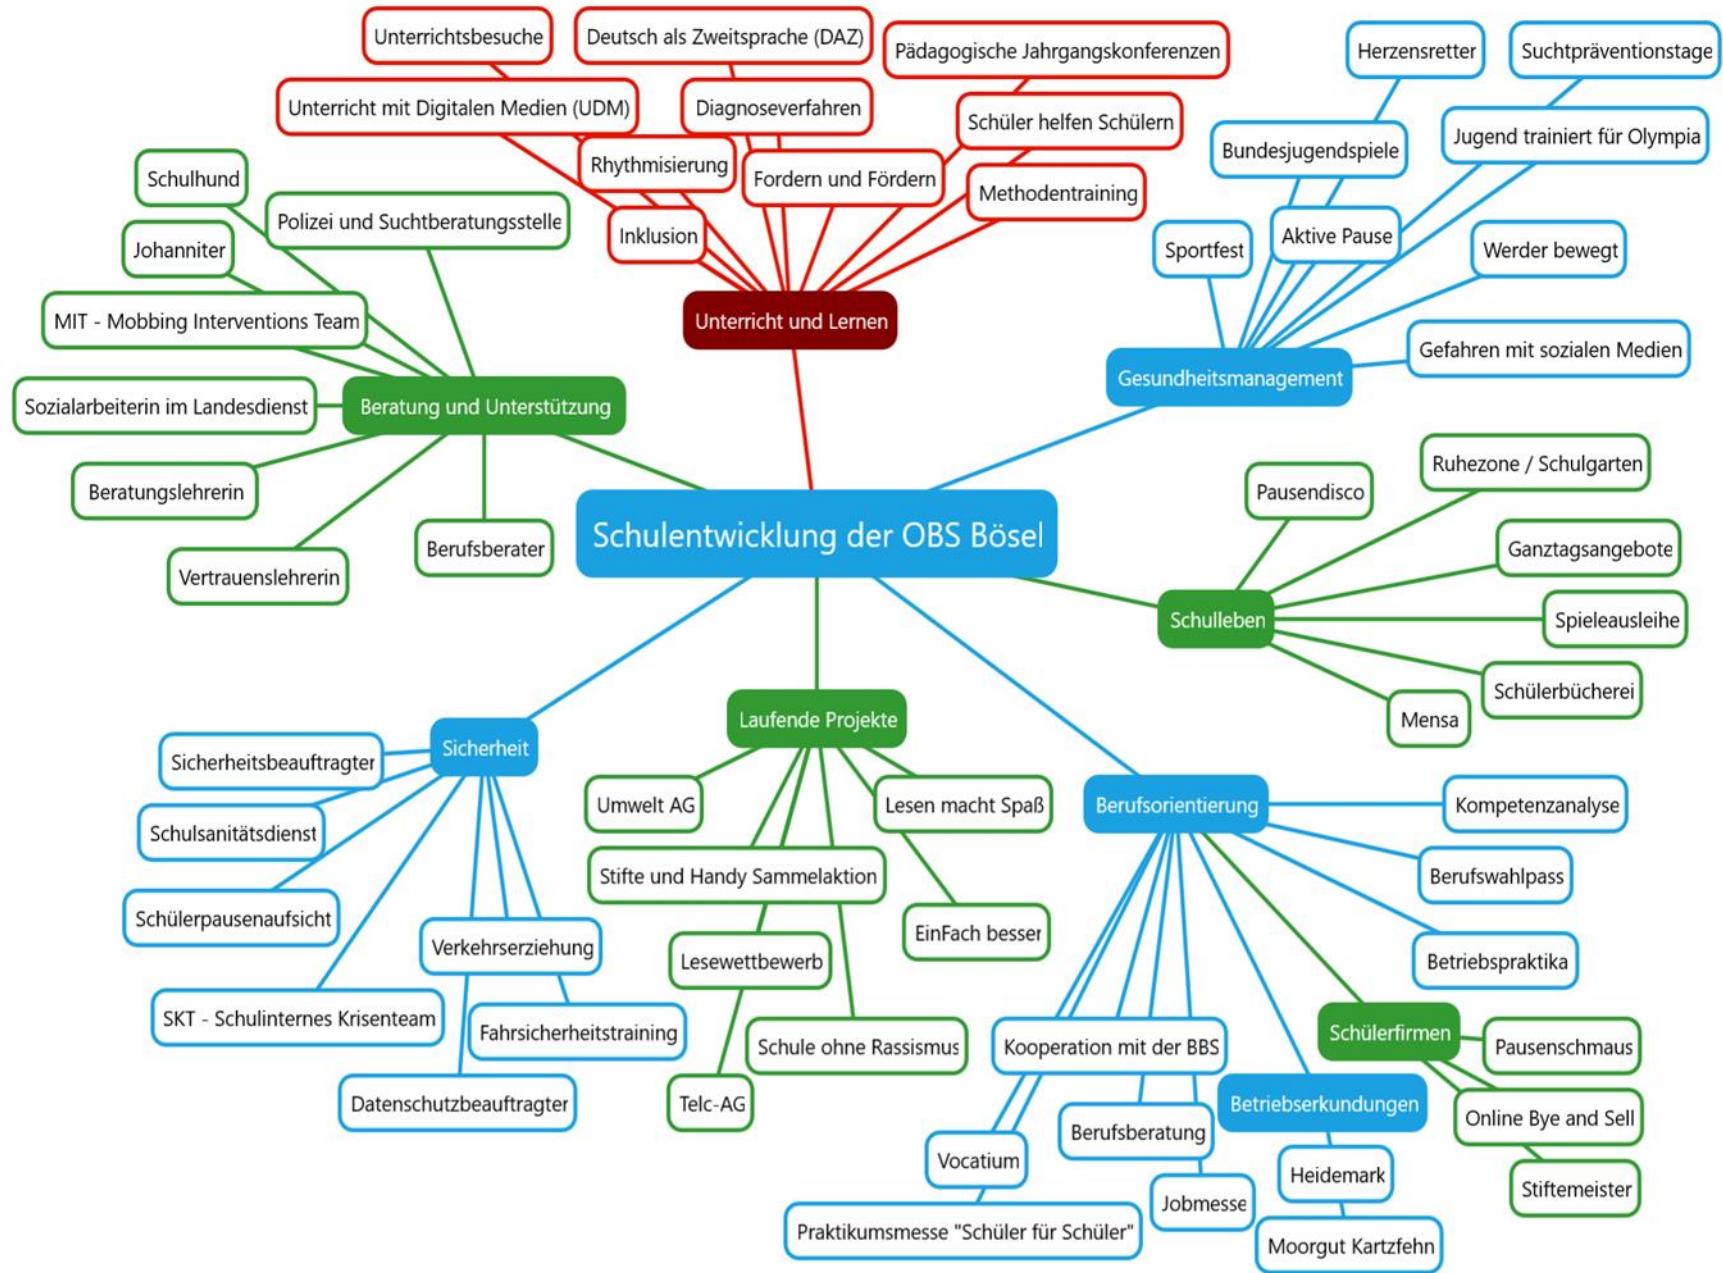 Unterrichtsbesuche
Deutsch als Zweitsprache (DAZ)
Pädagogische Jahrgangskonferenzen
Unterricht mit Digitalen Medien (UDM)
Diagnoseverfahren
Schüler helfen Schülern
Rhythmisierung
Fordern und Fördern
Methodentraining
Inklusion
Unterricht und Lernen
Herzensretter
Suchtpräventionstage
Bundesjugendspiele
Jugend trainiert für Olympia
Sportfest
Aktive Pause
Werder bewegt
Gefahren mit sozialen Medien
Gesundheitsmanagement
Schulhund
Polizei und Suchtberatungsstelle
Johanniter
MIT - Mobbing Interventions Team
Sozialarbeiterin im Landesdienst
Beratung und Unterstützung
Beratungslehrerin
Vertrauenslehrerin
Berufsberater
Schulentwicklung der OBS Bösel
Pausendisco
Ruhezone / Schulgarten
Ganztagsangebote
Schulleben
Spieleausleihe
Schülerbücherei
Mensa
Sicherheit
Sicherheitsbeauftragter
Schulsanitätsdienst
Schülerpausenaufsicht
Verkehrserziehung
SKT - Schulinternes Krisenteam
Fahrsicherheitstraining
Datenschutzbeauftragter
Laufende Projekte
Umwelt AG
Lesen macht Spaß
Stifte und Handy Sammelaktion
EinFach besser
Lesewettbewerb
Schule ohne Rassismus
Telc-AG
Berufsorientierung
Kompetenzanalyse
Berufswahlpass
Betriebspraktika
Schülerfirmen
Pausenschmaus
Online Bye and Sell
Stiftemeister
Kooperation mit der BBS
Betriebserkundungen
Berufsberatung
Vocatium
Heidemark
Jobmesse
Praktikumsmesse "Schüler für Schüler"
Moorgut Kartzfehn